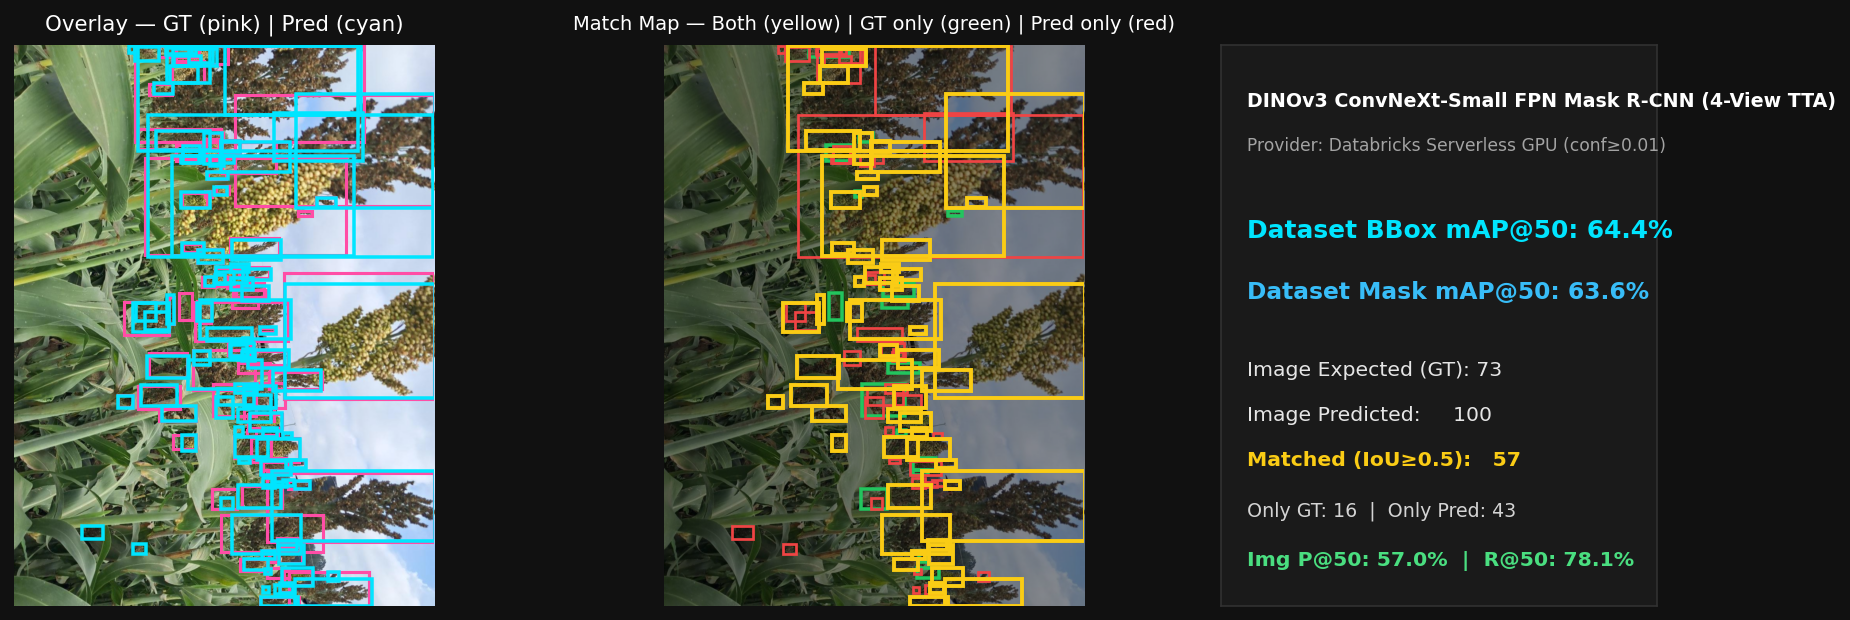 Overlay — GT (pink) | Pred (cyan)
Match Map — Both (yellow) | GT only (green) | Pred only (red)
DINOv3 ConvNeXt-Small FPN Mask R-CNN (4-View TTA)
Provider: Databricks Serverless GPU (conf≥0.01)
Dataset BBox mAP@50: 64.4%
Dataset Mask mAP@50: 63.6%
Image Expected (GT): 73
Image Predicted: 100
Matched (IoU≥0.5): 57
Only GT: 16 | Only Pred: 43
Img P@50: 57.0% | R@50: 78.1%